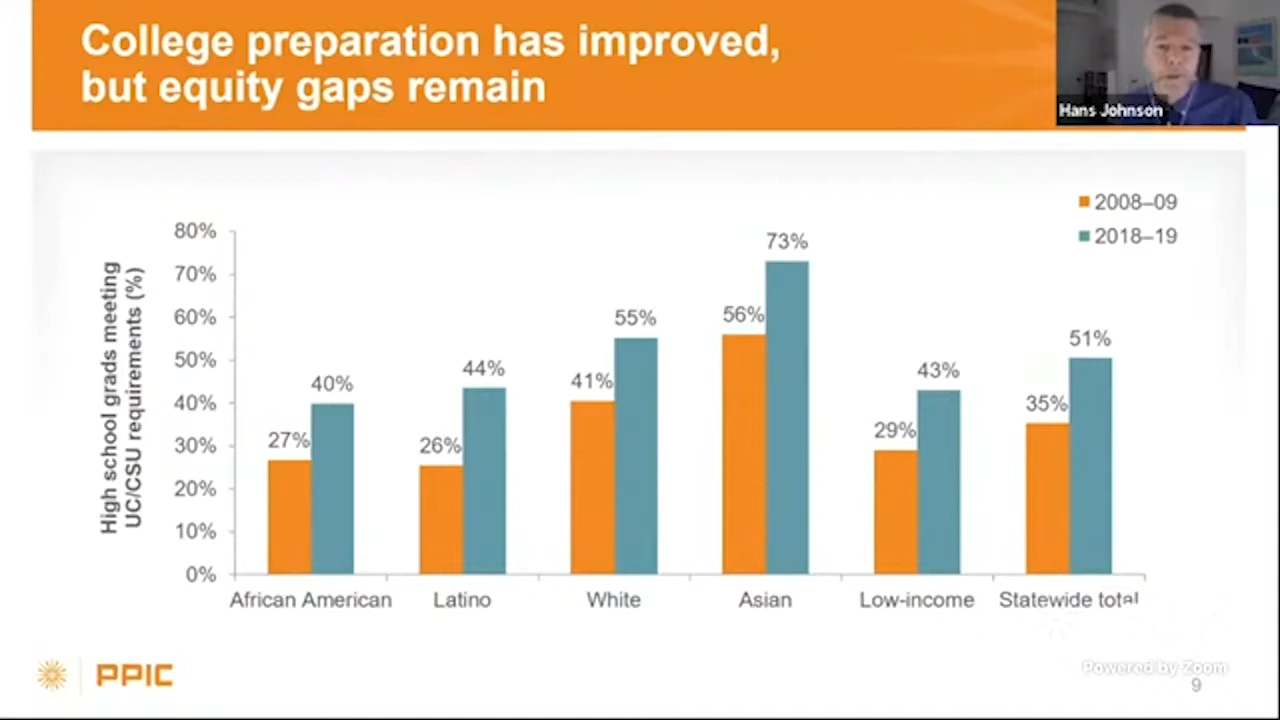 College preparation has improved,
but equity gaps remain
Hans Johnson
2008–09
2018–19
High school grads meeting
UC/CSU requirements (%)
80%
70%
60%
50%
40%
30%
20%
10%
0%
27%
40%
26%
44%
41%
55%
56%
73%
29%
43%
35%
51%
African American
Latino
White
Asian
Low-income
Statewide total
PPIC
Powered by Zoom
9